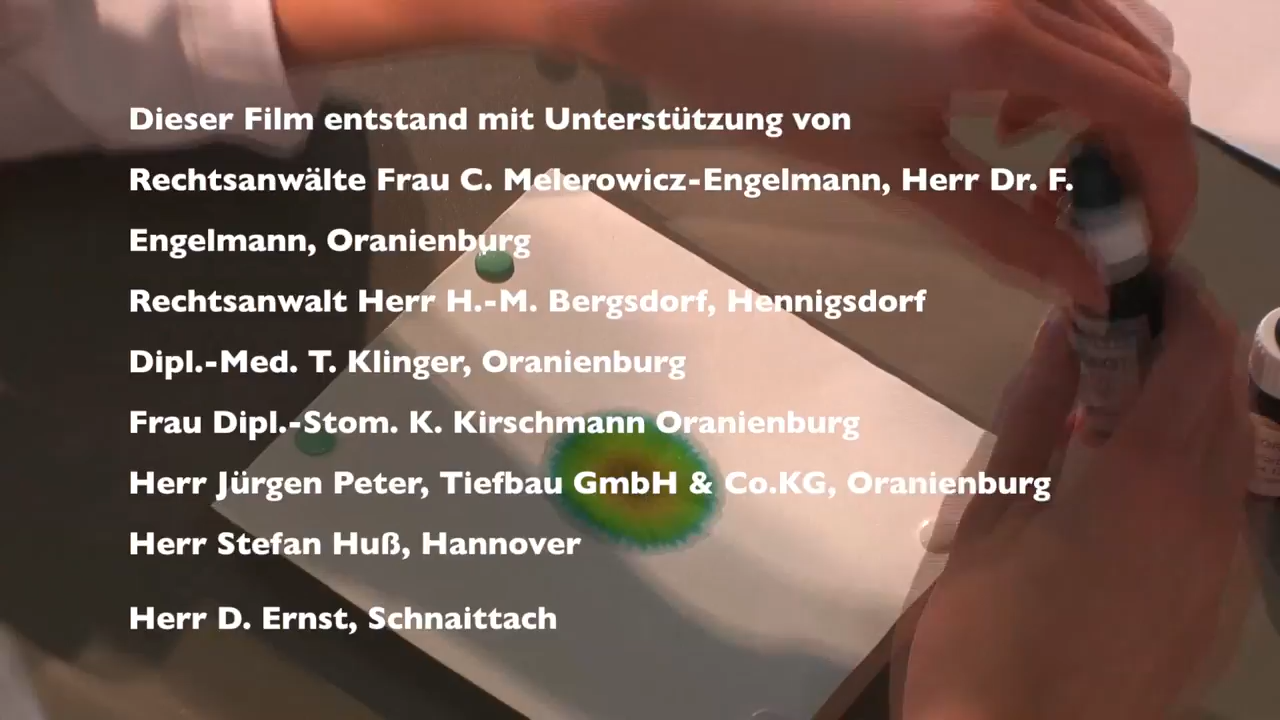 Dieser Film entstand mit Unterstützung von
Rechtsanwälte Frau C. Melerowicz-Engelmann, Herr Dr. F.
Engelmann, Oranienburg
Rechtsanwalt Herr H.-M. Bergsdorf, Hennigsdorf
Dipl.-Med. T. Klinger, Oranienburg
Frau Dipl.-Stom. K. Kirschmann Oranienburg
Herr Jürgen Peter, Tiefbau GmbH & Co.KG, Oranienburg
Herr Stefan Huß, Hannover
Herr D. Ernst, Schnaittach